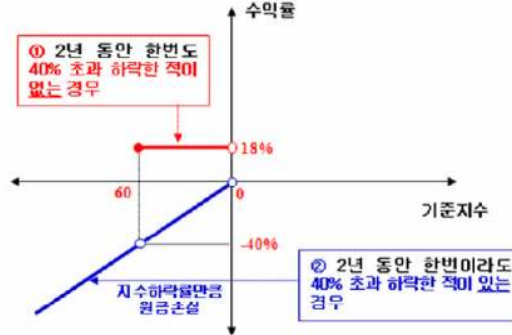 수익률
① 2년 동안 한번도
40% 초과 하락한 적이
없는 경우
18%
60
0
기준지수
-40%
지수하락률만큼
원금손실
② 2년 동안 한번이라도
40% 초과 하락한 적이 있는
경우